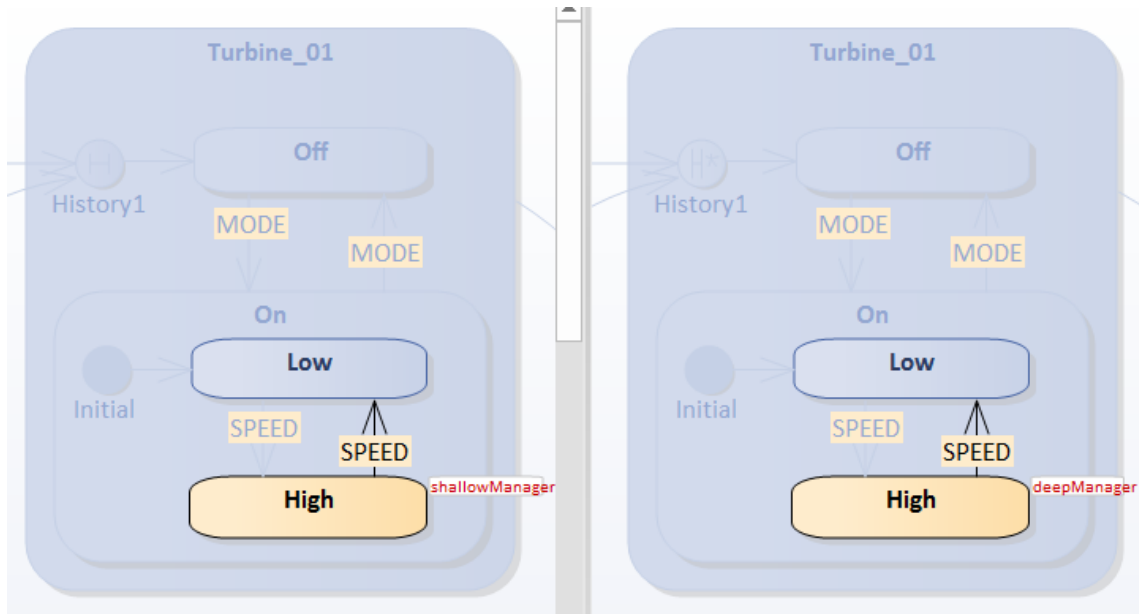 Turbine_01
Off
H
History1
MODE
MODE
On
Low
Initial
SPEED
SPEED
High
shallowManager
Turbine_01
Off
H*
History1
MODE
MODE
On
Low
Initial
SPEED
SPEED
High
deepManager